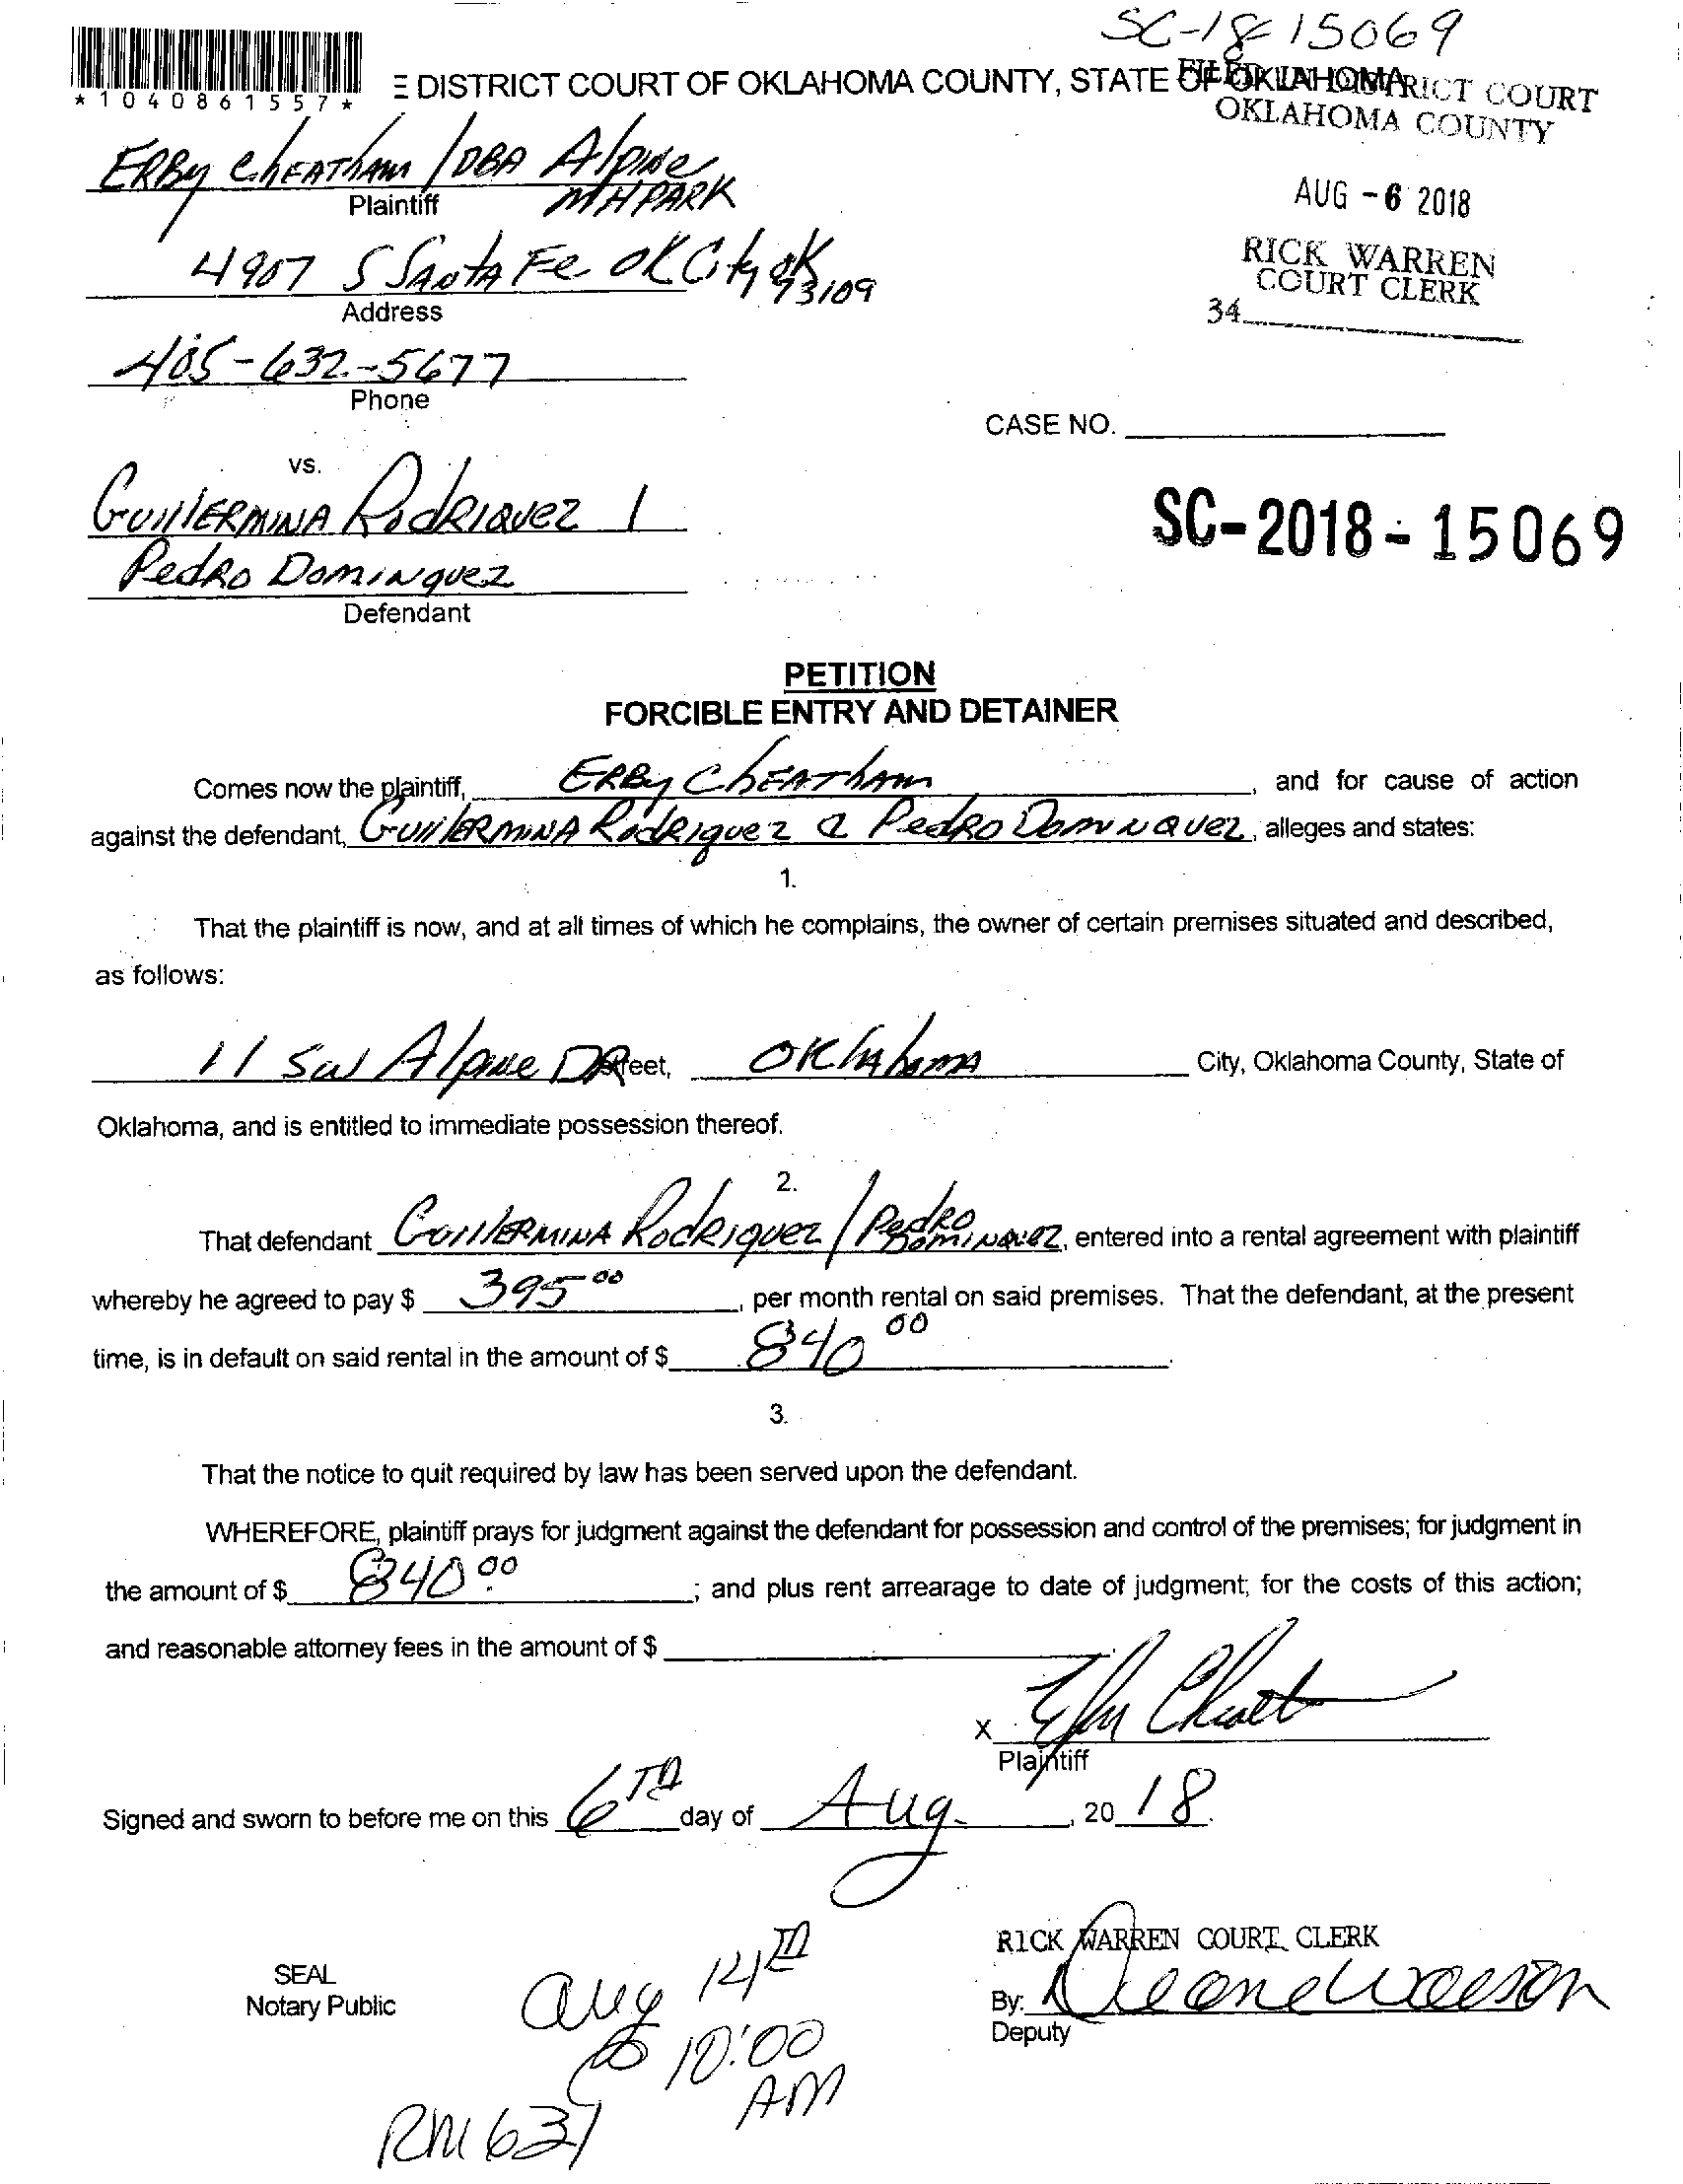 SC-18-15069
*1040861557*
E DISTRICT COURT OF OKLAHOMA COUNTY, STATE OF OKLAHOMA
FILED IN DISTRICT COURT
OKLAHOMA COUNTY
ERBy ChEATham / DBA Alpine
MHPARK
Plaintiff
AUG -6 2018
4907 S SANTA Fe OK City OK 73109
Address
RICK WARREN
COURT CLERK
34
405-632-5677
Phone
CASE NO.
vs.
GuillERMINA RodRiquez /
PedRo DomiNquez
Defendant
SC-2018-15069
PETITION
FORCIBLE ENTRY AND DETAINER
Comes now the plaintiff, ERBy ChEATham, and for cause of action
against the defendant, GuillERMINA RodRiquez & PedRo DomiNquez, alleges and states:
1.
That the plaintiff is now, and at all times of which he complains, the owner of certain premises situated and described,
as follows:
11 SW Alpine DR Street, OKlahoma City, Oklahoma County, State of
Oklahoma, and is entitled to immediate possession thereof.
2.
That defendant GuillERMINA RodRiquez / PedRo DomiNquez, entered into a rental agreement with plaintiff
whereby he agreed to pay $ 395 00, per month rental on said premises. That the defendant, at the present
time, is in default on said rental in the amount of $ 840 00.
3.
That the notice to quit required by law has been served upon the defendant.
WHEREFORE, plaintiff prays for judgment against the defendant for possession and control of the premises; for judgment in
the amount of $ 840 00; and plus rent arrearage to date of judgment; for the costs of this action;
and reasonable attorney fees in the amount of $
X
Plaintiff
Signed and sworn to before me on this 6TH day of Aug., 20 18.
RICK WARREN COURT CLERK
SEAL
Notary Public
By:
Deputy
Aug 14TH
@ 10:00
AM
RM 637